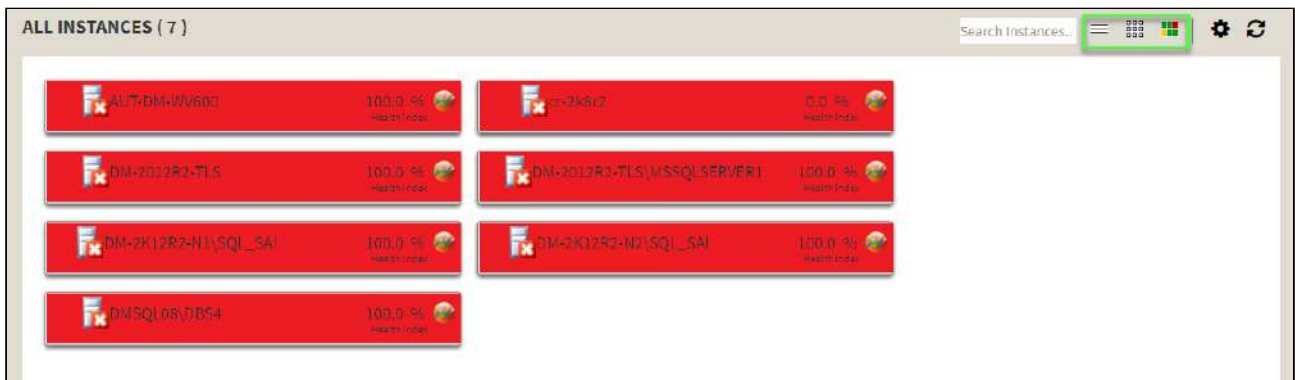 ALL INSTANCES ( 7 )
Search Instances..
AUT-DM-WV600 100.0 %
Health Index
-2k8r2 0.0 %
Health Index
DM-2012R2-TLS 100.0 %
Health Index
DM-2012R2-TLS\MSSQLSERVER1 100.0 %
Health Index
DM-2K12R2-N1\SQL_SAI 100.0 %
Health Index
DM-2K12R2-N2\SQL_SAI 100.0 %
Health Index
DMSQL08\DBS4 100.0 %
Health Index